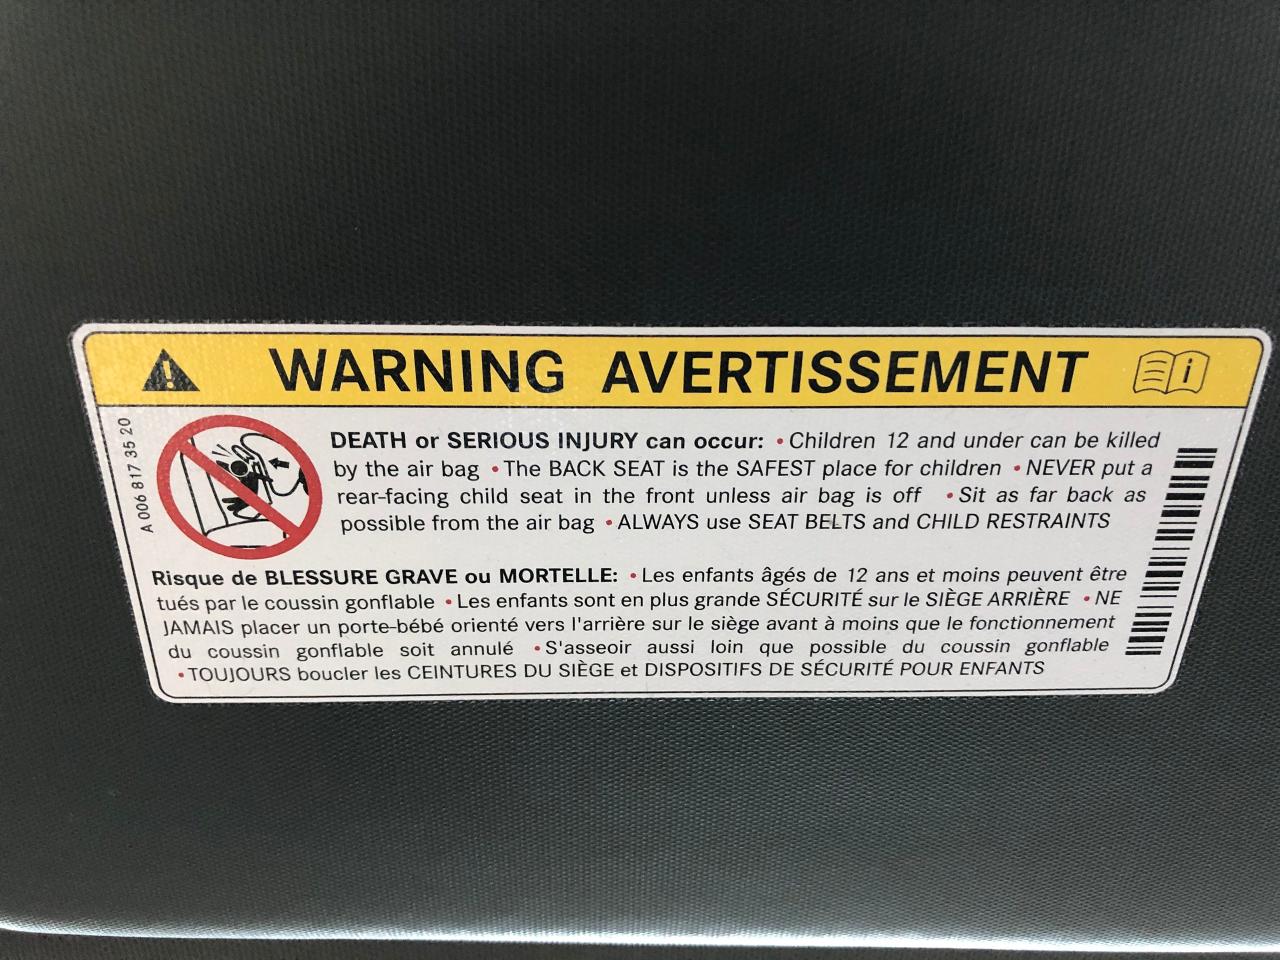 WARNING AVERTISSEMENT
A 006 817 35 20
DEATH or SERIOUS INJURY can occur: • Children 12 and under can be killed
by the air bag • The BACK SEAT is the SAFEST place for children • NEVER put a
rear-facing child seat in the front unless air bag is off • Sit as far back as
possible from the air bag • ALWAYS use SEAT BELTS and CHILD RESTRAINTS
Risque de BLESSURE GRAVE ou MORTELLE: • Les enfants âgés de 12 ans et moins peuvent être
tués par le coussin gonflable • Les enfants sont en plus grande SÉCURITÉ sur le SIÈGE ARRIÈRE • NE
JAMAIS placer un porte-bébé orienté vers l'arrière sur le siège avant à moins que le fonctionnement
du coussin gonflable soit annulé • S'asseoir aussi loin que possible du coussin gonflable
• TOUJOURS boucler les CEINTURES DU SIÈGE et DISPOSITIFS DE SÉCURITÉ POUR ENFANTS